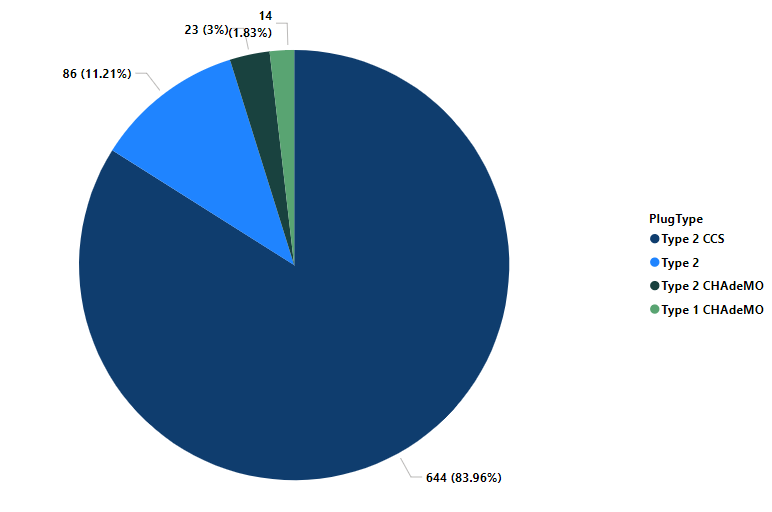 14
(1.83%)
23 (3%)
86 (11.21%)
644 (83.96%)
PlugType
Type 2 CCS
Type 2
Type 2 CHAdeMO
Type 1 CHAdeMO